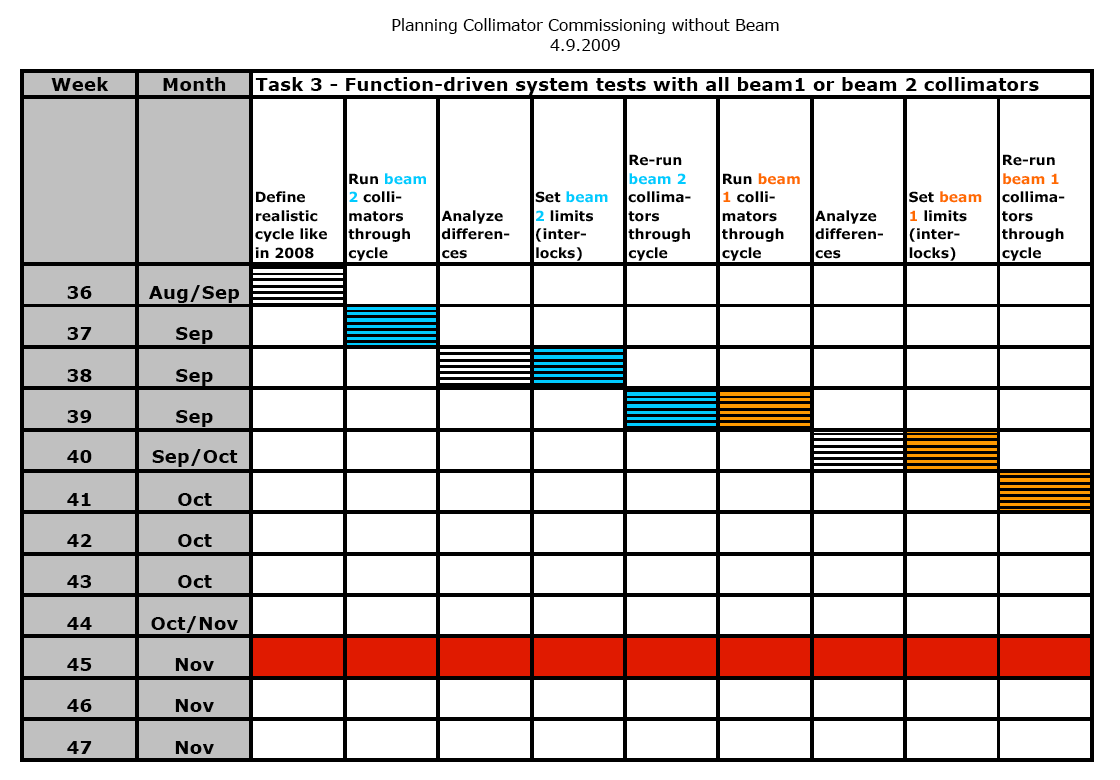 Planning Collimator Commissioning without Beam
4.9.2009
Week
Month
Task 3 - Function-driven system tests with all beam1 or beam 2 collimators
Define
realistic
cycle like
in 2008
Run beam
2 colli-
mators
through
cycle
Analyze
differen-
ces
Set beam
2 limits
(inter-
locks)
Re-run
beam 2
collima-
tors
through
cycle
Run beam
1 colli-
mators
through
cycle
Analyze
differen-
ces
Set beam
1 limits
(inter-
locks)
Re-run
beam 1
collima-
tors
through
cycle
36 Aug/Sep
37 Sep
38 Sep
39 Sep
40 Sep/Oct
41 Oct
42 Oct
43 Oct
44 Oct/Nov
45 Nov
46 Nov
47 Nov